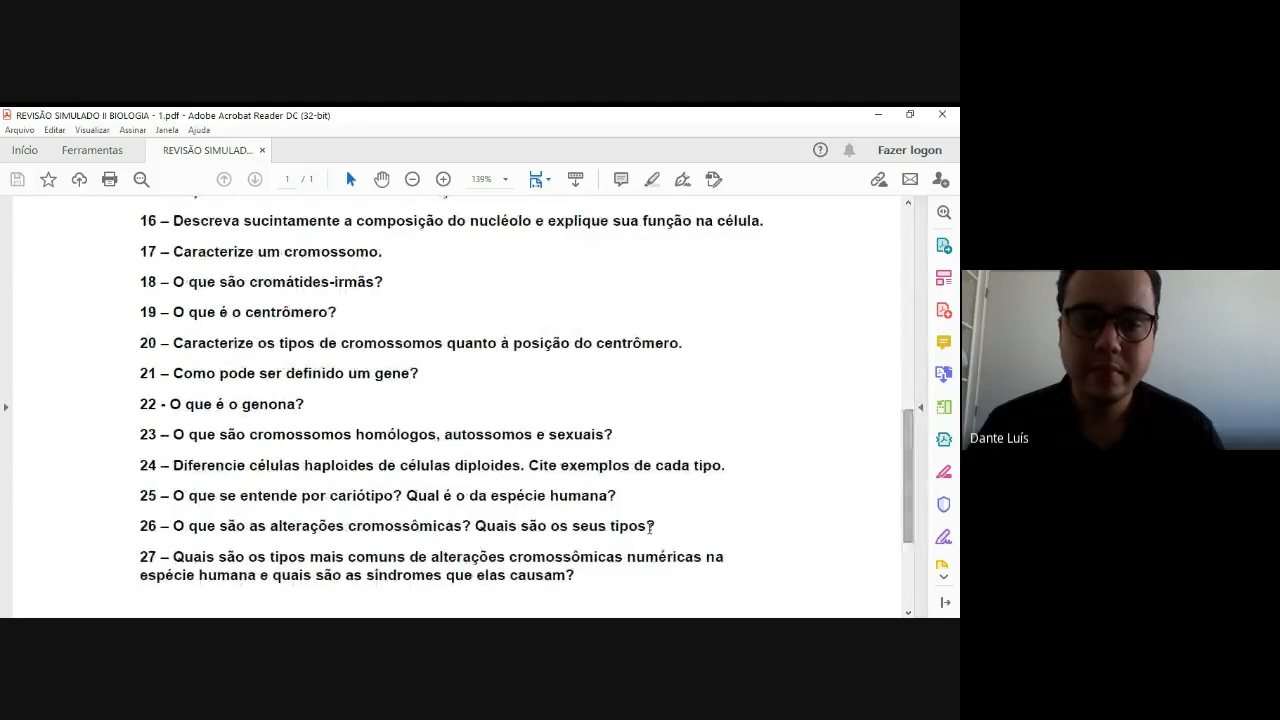 REVISÃO SIMULADO II BIOLOGIA - 1.pdf - Adobe Acrobat Reader DC (32-bit)
Arquivo Editar Visualizar Assinar Janela Ajuda
Início Ferramentas REVISÃO SIMULAD... Fazer logon
1 / 1 139%
16 – Descreva sucintamente a composição do nucléolo e explique sua função na célula.
17 – Caracterize um cromossomo.
18 – O que são cromátides-irmãs?
19 – O que é o centrômero?
20 – Caracterize os tipos de cromossomos quanto à posição do centrômero.
21 – Como pode ser definido um gene?
22 - O que é o genona?
23 – O que são cromossomos homólogos, autossomos e sexuais?
24 – Diferencie células haploides de células diploides. Cite exemplos de cada tipo.
25 – O que se entende por cariótipo? Qual é o da espécie humana?
26 – O que são as alterações cromossômicas? Quais são os seus tipos?
27 – Quais são os tipos mais comuns de alterações cromossômicas numéricas na
espécie humana e quais são as síndromes que elas causam?
Dante Luís